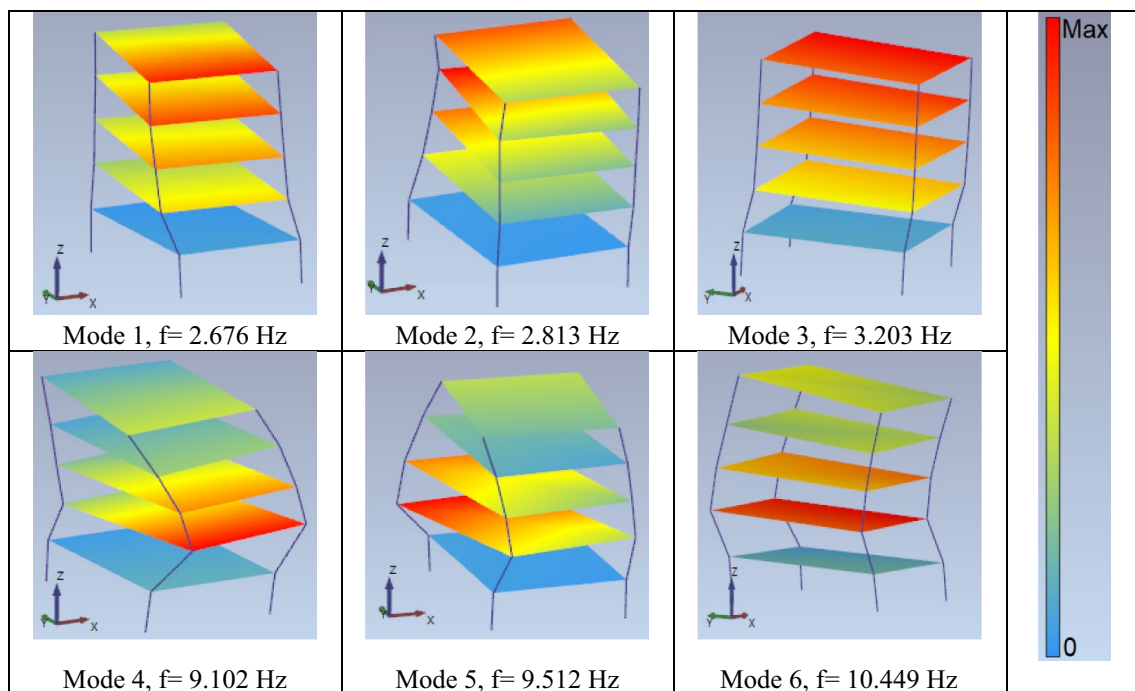 Max
Z
Y
X
Z
Y
X
Z
Y
X
Mode 1, f= 2.676 Hz
Mode 2, f= 2.813 Hz
Mode 3, f= 3.203 Hz
Z
Y
X
Z
Y
X
Z
Y
X
0
Mode 4, f= 9.102 Hz
Mode 5, f= 9.512 Hz
Mode 6, f= 10.449 Hz